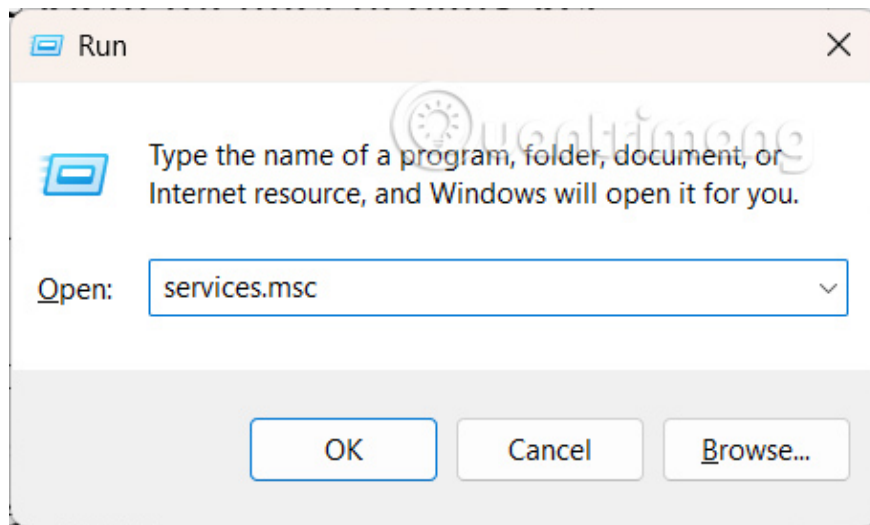 Run
Quantrimang
Type the name of a program, folder, document, or
Internet resource, and Windows will open it for you.
Open: services.msc
OK Cancel Browse...